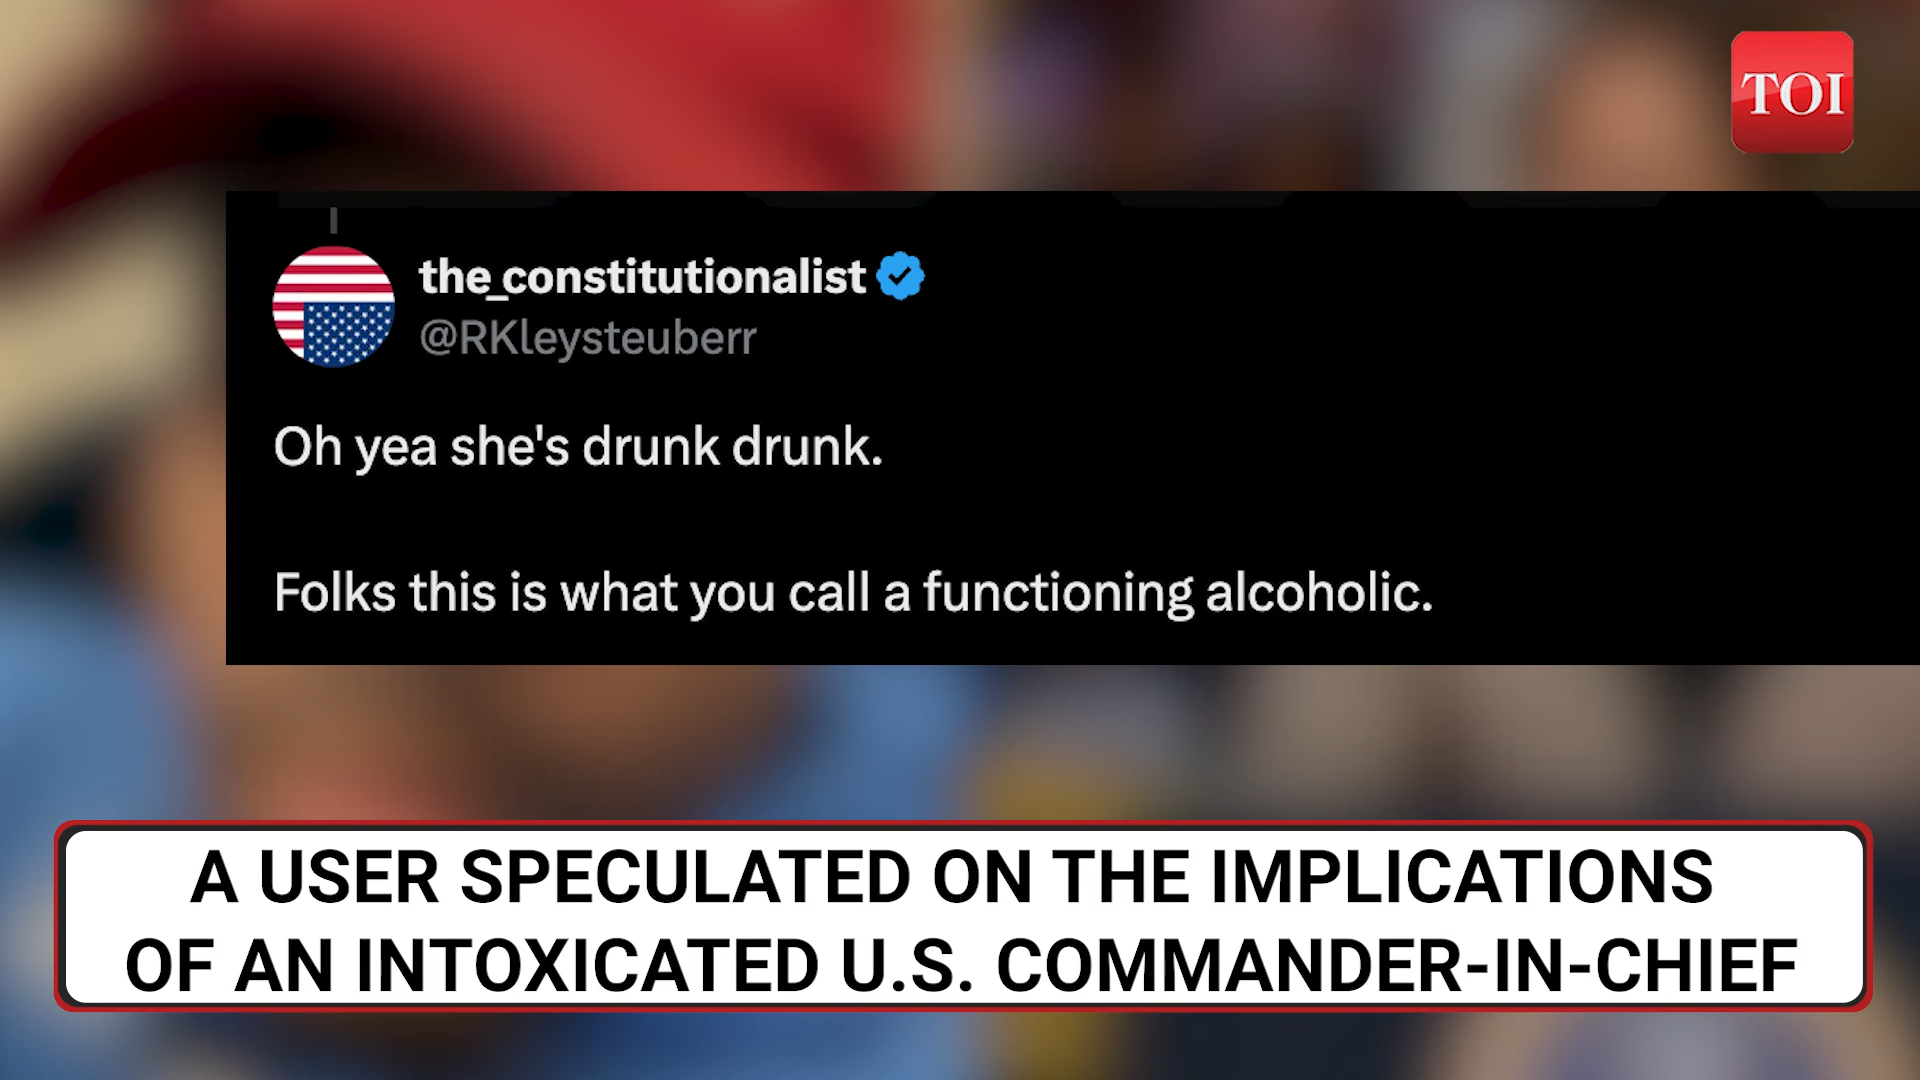 TOI
the_constitutionalist
@RKleysteuberr
Oh yea she's drunk drunk.
Folks this is what you call a functioning alcoholic.
A USER SPECULATED ON THE IMPLICATIONS
OF AN INTOXICATED U.S. COMMANDER-IN-CHIEF